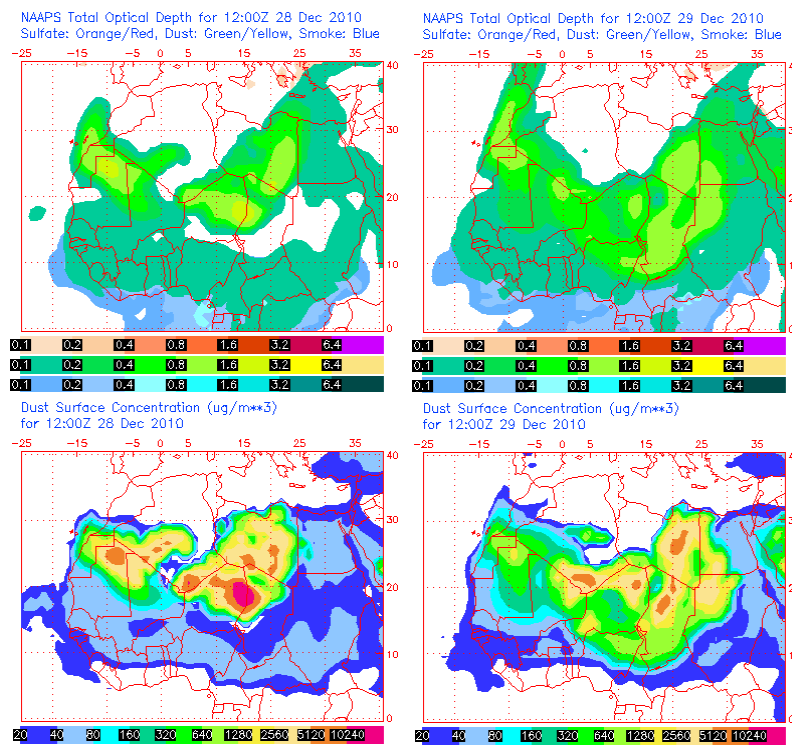 NAAPS Total Optical Depth for 12:00Z 28 Dec 2010
Sulfate: Orange/Red, Dust: Green/Yellow, Smoke: Blue
-25 -15 -5 0 5 15 25 35
40
30
20
10
0
0.1 0.2 0.4 0.8 1.6 3.2 6.4
0.1 0.2 0.4 0.8 1.6 3.2 6.4
0.1 0.2 0.4 0.8 1.6 3.2 6.4
NAAPS Total Optical Depth for 12:00Z 29 Dec 2010
Sulfate: Orange/Red, Dust: Green/Yellow, Smoke: Blue
-25 -15 -5 0 5 15 25 35
40
30
20
10
0
0.1 0.2 0.4 0.8 1.6 3.2 6.4
0.1 0.2 0.4 0.8 1.6 3.2 6.4
0.1 0.2 0.4 0.8 1.6 3.2 6.4
Dust Surface Concentration (ug/m**3)
for 12:00Z 28 Dec 2010
-25 -15 -5 0 5 15 25 35
40
30
20
10
0
20 40 80 160 320 640 1280 2560 5120 10240
Dust Surface Concentration (ug/m**3)
for 12:00Z 29 Dec 2010
-25 -15 -5 0 5 15 25 35
40
30
20
10
0
20 40 80 160 320 640 1280 2560 5120 10240